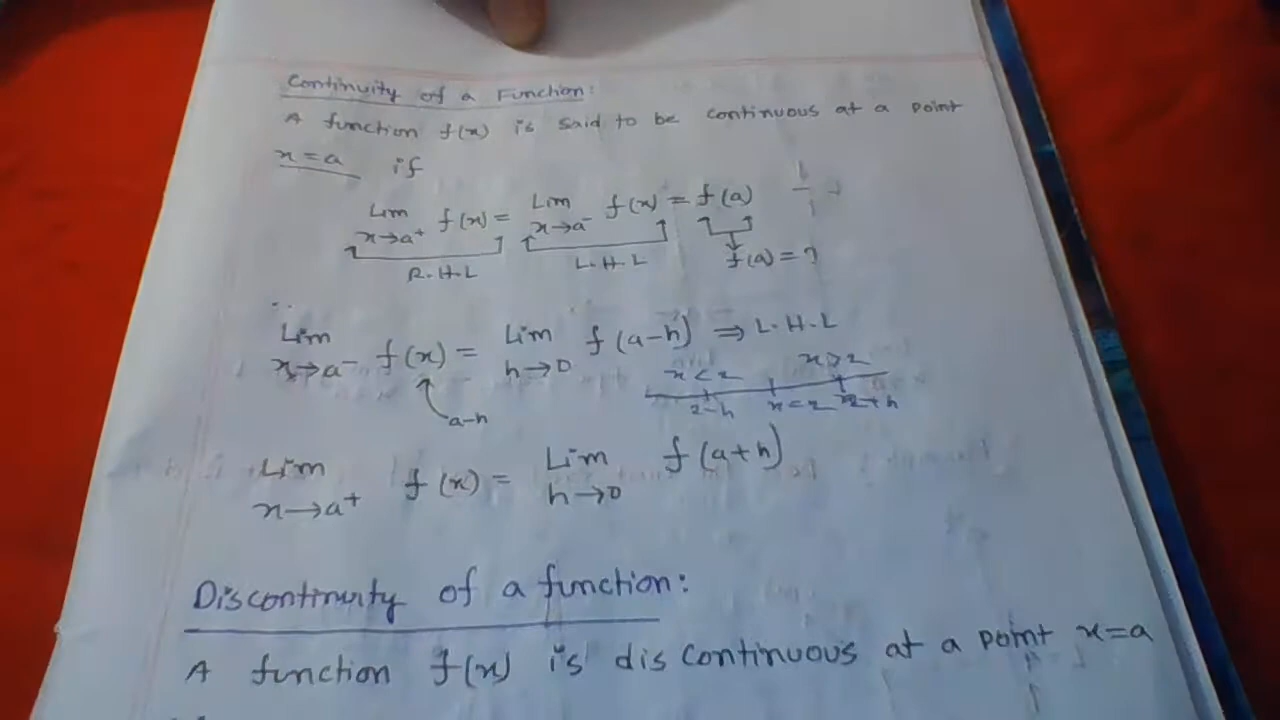 Continuity of a Function:
A function f(x) is said to be continuous at a point
x = a if
Lim x→a⁺ f(x) = Lim x→a⁻ f(x) = f(a)
R.H.L L.H.L f(a) = ?
Lim x→a⁻ f(x) = Lim h→0 f(a-h) ⇒ L.H.L
x<2 x>2
2-h x=2 2+h
a-h
Lim x→a⁺ f(x) = Lim h→0 f(a+h)
Discontinuity of a function:
A function f(x) is discontinuous at a point x=a